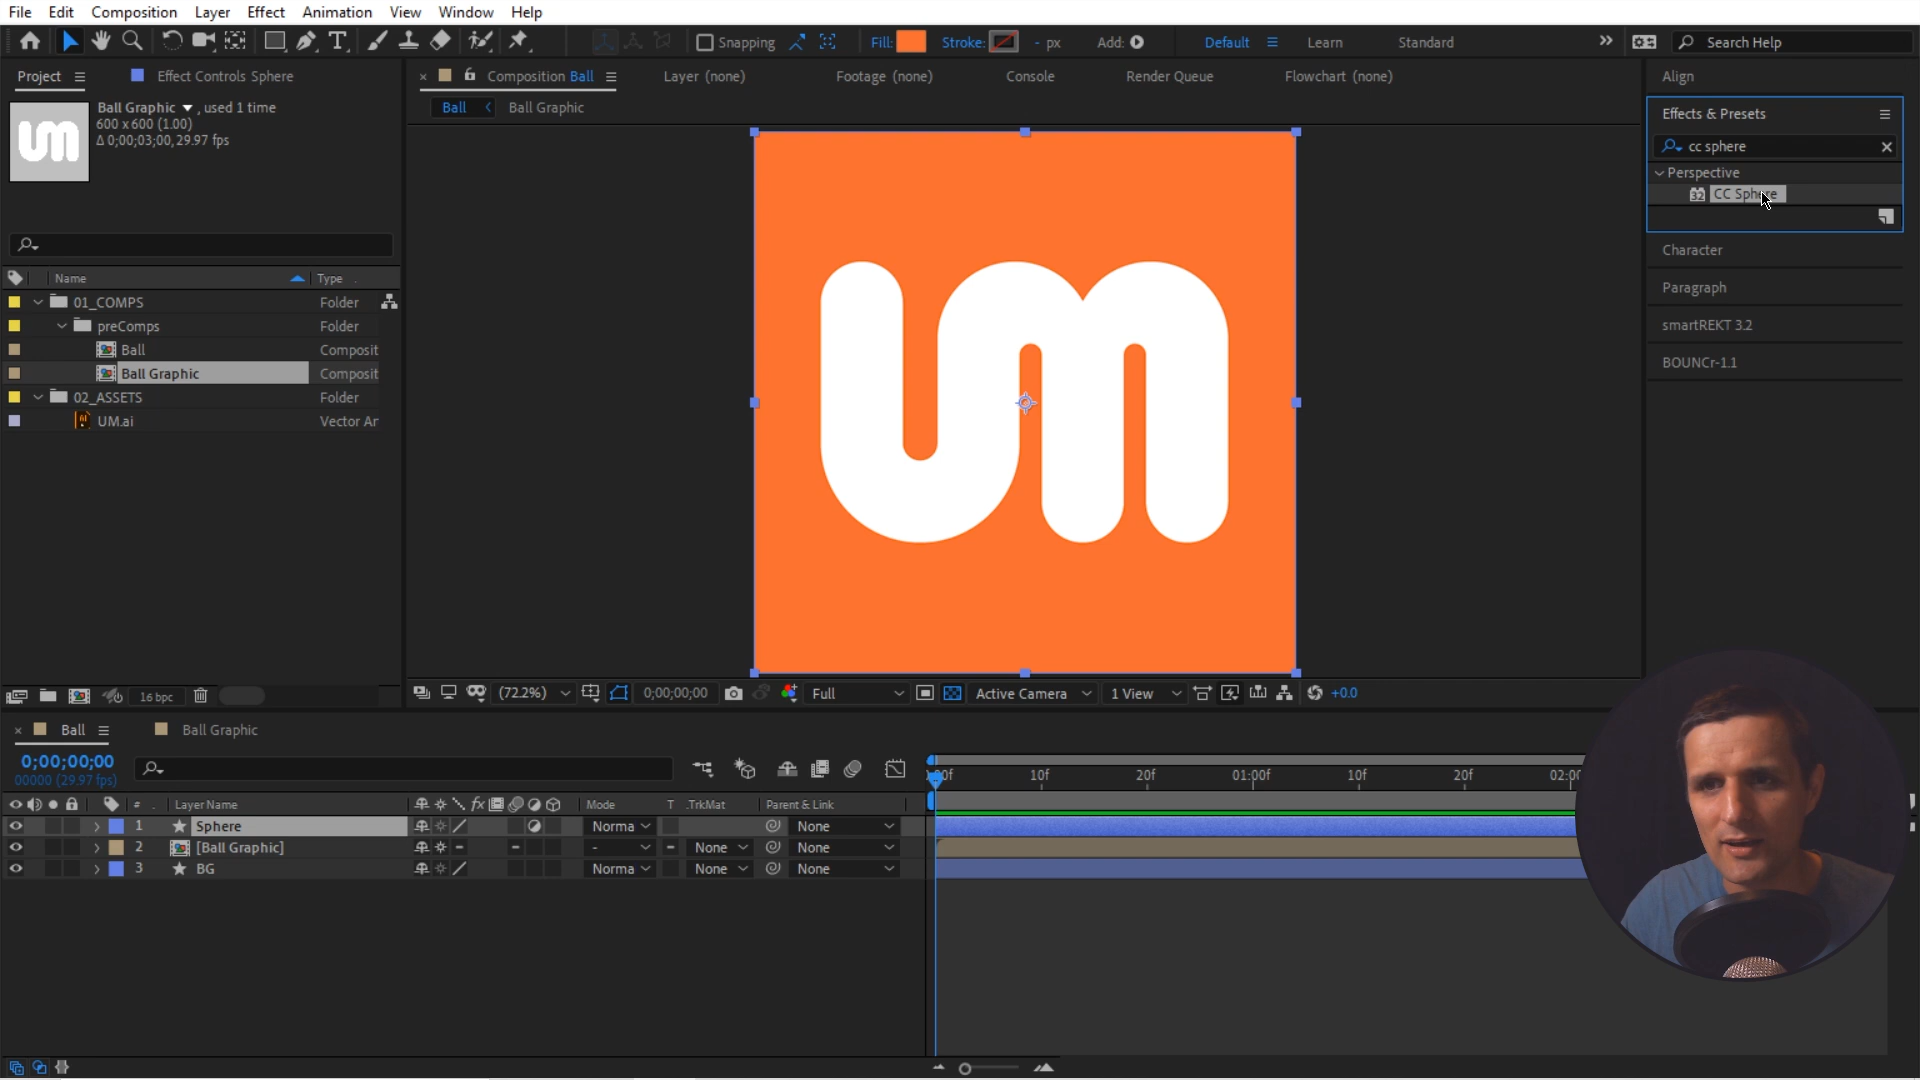 File Edit Composition Layer Effect Animation View Window Help
Snapping Fill: Stroke: - px Add: Default Learn Standard Search Help
Project Effect Controls Sphere
Composition Ball Layer (none) Footage (none) Console Render Queue Flowchart (none)
Align
Ball Graphic , used 1 time
600 x 600 (1.00)
Δ 0;00;03;00, 29.97 fps
Ball Ball Graphic
Effects & Presets
cc sphere
Perspective
32 CC Sphere
Character
Paragraph
smartREKT 3.2
BOUNCr-1.1
um
Name Type
01_COMPS Folder
preComps Folder
Ball Composit
Ball Graphic Composit
02_ASSETS Folder
UM.ai Vector Ar
16 bpc
(72.2%) 0;00;00;00 Full Active Camera 1 View +0.0
Ball Ball Graphic
0;00;00;00
00000 (29.97 fps)
10f 20f 01:00f 10f 20f
# Layer Name fx Mode T .TrkMat Parent & Link
1 Sphere Norma None
2 [Ball Graphic] - None None
3 BG Norma None None